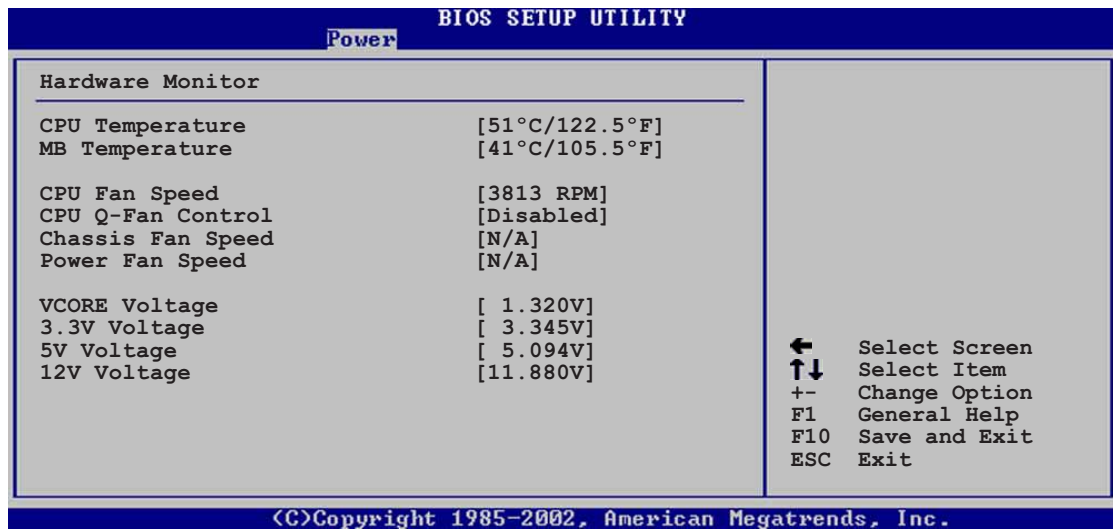 BIOS SETUP UTILITY
Power
Hardware Monitor
CPU Temperature [51°C/122.5°F]
MB Temperature [41°C/105.5°F]
CPU Fan Speed [3813 RPM]
CPU Q-Fan Control [Disabled]
Chassis Fan Speed [N/A]
Power Fan Speed [N/A]
VCORE Voltage [ 1.320V]
3.3V Voltage [ 3.345V]
5V Voltage [ 5.094V]
12V Voltage [11.880V]
← Select Screen
↑↓ Select Item
+- Change Option
F1 General Help
F10 Save and Exit
ESC Exit
(C)Copyright 1985-2002, American Megatrends, Inc.